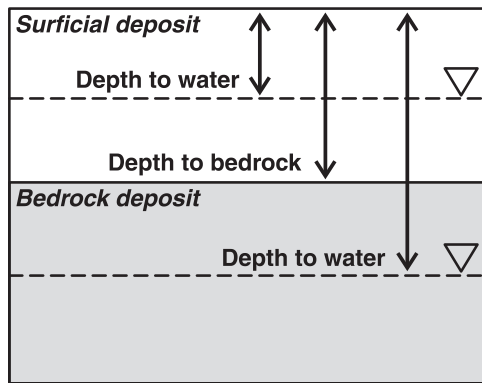 Surficial deposit
Depth to water
Depth to bedrock
Bedrock deposit
Depth to water